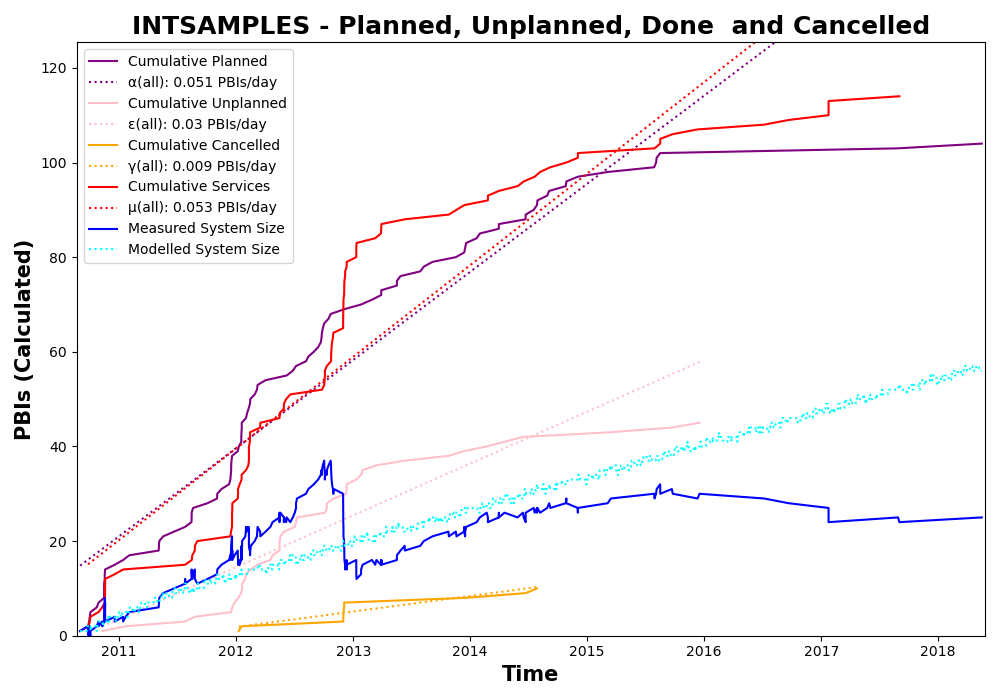 INTSAMPLES - Planned, Unplanned, Done  and Cancelled
Cumulative Planned
α(all): 0.051 PBIs/day
Cumulative Unplanned
ε(all): 0.03 PBIs/day
Cumulative Cancelled
γ(all): 0.009 PBIs/day
Cumulative Services
μ(all): 0.053 PBIs/day
Measured System Size
Modelled System Size
PBIs (Calculated)
120
100
80
60
40
20
0
2011 2012 2013 2014 2015 2016 2017 2018
Time